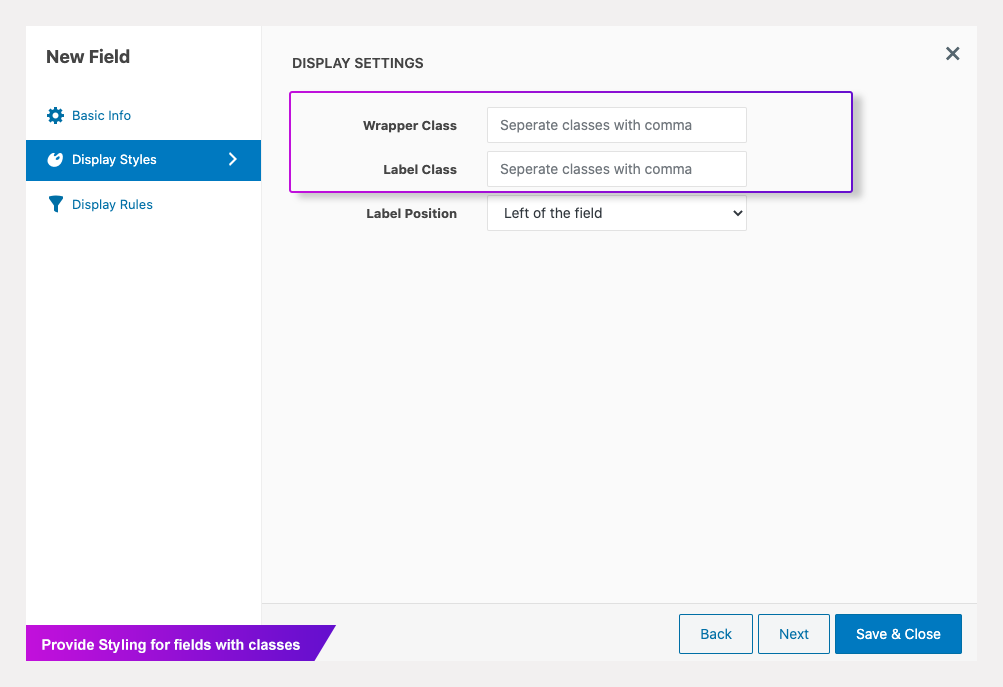 New Field
Basic Info
Display Styles
Display Rules
DISPLAY SETTINGS
Wrapper Class
Seperate classes with comma
Label Class
Seperate classes with comma
Label Position
Left of the field
Back
Next
Save & Close
Provide Styling for fields with classes